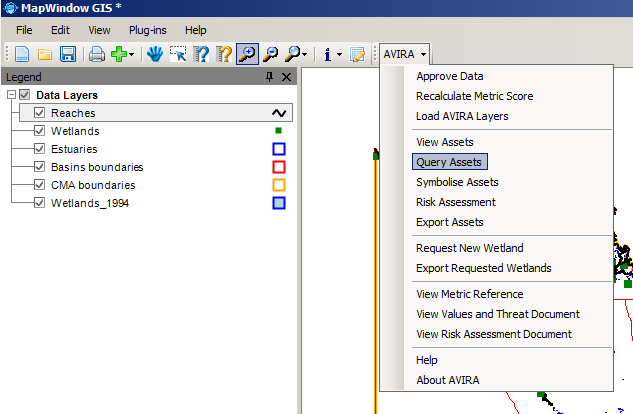 MapWindow GIS *
File Edit View Plug-ins Help
AVIRA
Legend
Data Layers
Reaches
Wetlands
Estuaries
Basins boundaries
CMA boundaries
Wetlands_1994
Approve Data
Recalculate Metric Score
Load AVIRA Layers
View Assets
Query Assets
Symbolise Assets
Risk Assessment
Export Assets
Request New Wetland
Export Requested Wetlands
View Metric Reference
View Values and Threat Document
View Risk Assessment Document
Help
About AVIRA